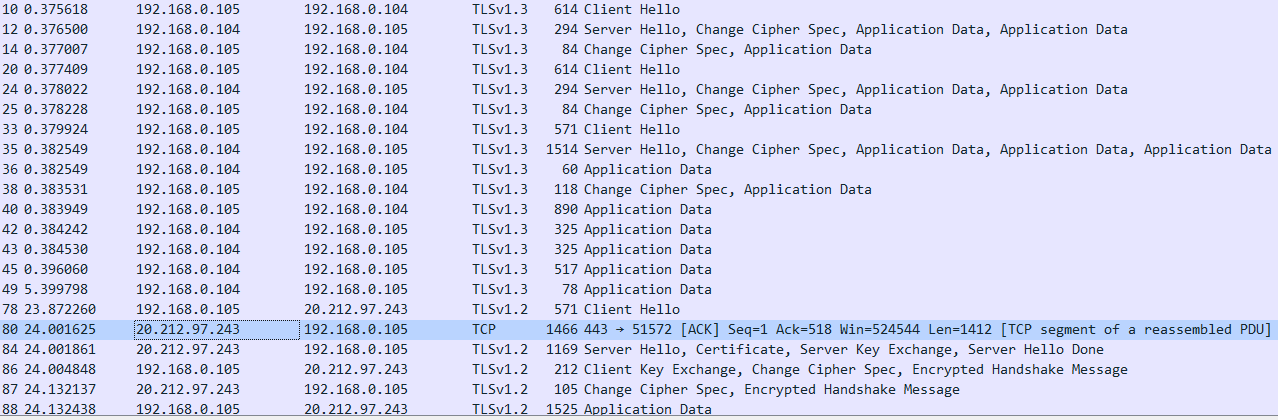 10 0.375618 192.168.0.105 192.168.0.104 TLSv1.3 614 Client Hello
12 0.376500 192.168.0.104 192.168.0.105 TLSv1.3 294 Server Hello, Change Cipher Spec, Application Data, Application Data
14 0.377007 192.168.0.105 192.168.0.104 TLSv1.3 84 Change Cipher Spec, Application Data
20 0.377409 192.168.0.105 192.168.0.104 TLSv1.3 614 Client Hello
24 0.378022 192.168.0.104 192.168.0.105 TLSv1.3 294 Server Hello, Change Cipher Spec, Application Data, Application Data
25 0.378228 192.168.0.105 192.168.0.104 TLSv1.3 84 Change Cipher Spec, Application Data
33 0.379924 192.168.0.105 192.168.0.104 TLSv1.3 571 Client Hello
35 0.382549 192.168.0.104 192.168.0.105 TLSv1.3 1514 Server Hello, Change Cipher Spec, Application Data, Application Data, Application Data
36 0.382549 192.168.0.104 192.168.0.105 TLSv1.3 60 Application Data
38 0.383531 192.168.0.105 192.168.0.104 TLSv1.3 118 Change Cipher Spec, Application Data
40 0.383949 192.168.0.105 192.168.0.104 TLSv1.3 890 Application Data
42 0.384242 192.168.0.104 192.168.0.105 TLSv1.3 325 Application Data
43 0.384530 192.168.0.104 192.168.0.105 TLSv1.3 325 Application Data
45 0.396060 192.168.0.104 192.168.0.105 TLSv1.3 517 Application Data
49 5.399798 192.168.0.104 192.168.0.105 TLSv1.3 78 Application Data
78 23.872260 192.168.0.105 20.212.97.243 TLSv1.2 571 Client Hello
80 24.001625 20.212.97.243 192.168.0.105 TCP 1466 443 → 51572 [ACK] Seq=1 Ack=518 Win=524544 Len=1412 [TCP segment of a reassembled PDU]
84 24.001861 20.212.97.243 192.168.0.105 TLSv1.2 1169 Server Hello, Certificate, Server Key Exchange, Server Hello Done
86 24.004848 192.168.0.105 20.212.97.243 TLSv1.2 212 Client Key Exchange, Change Cipher Spec, Encrypted Handshake Message
87 24.132137 20.212.97.243 192.168.0.105 TLSv1.2 105 Change Cipher Spec, Encrypted Handshake Message
88 24.132438 192.168.0.105 20.212.97.243 TLSv1.2 1525 Application Data